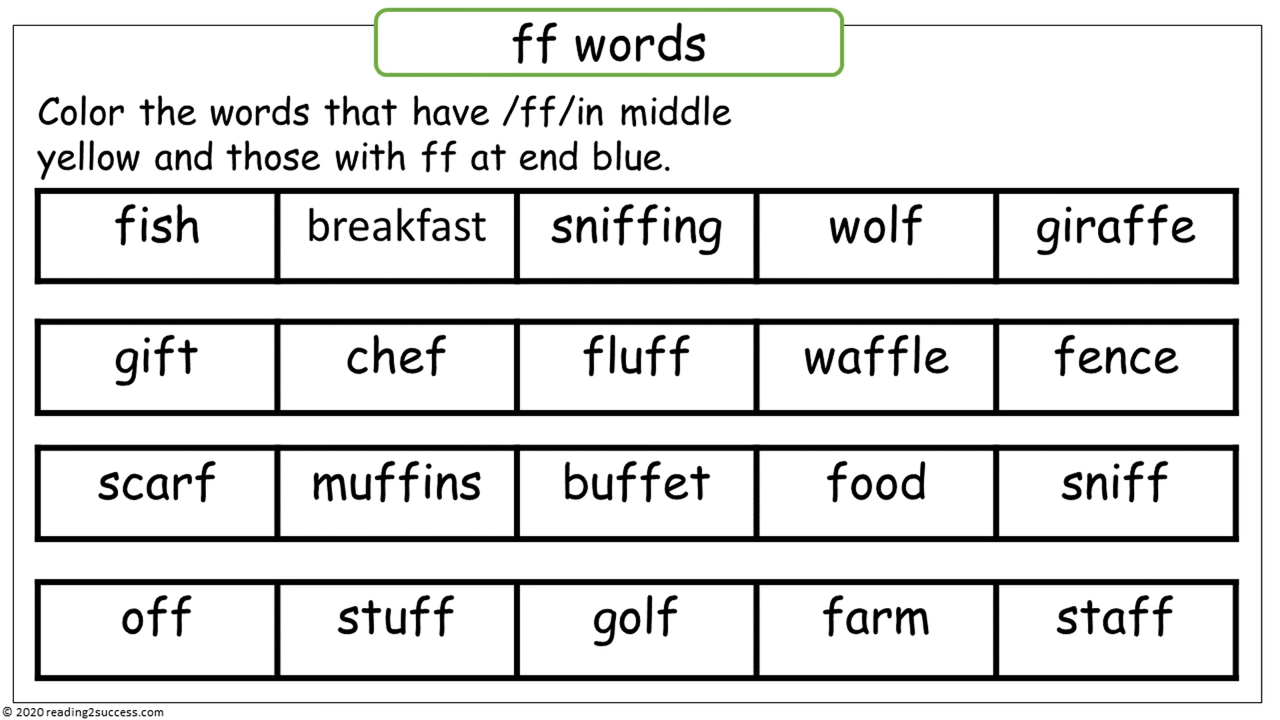 ff words
Color the words that have /ff/in middle
yellow and those with ff at end blue.
fish breakfast sniffing wolf giraffe
gift chef fluff waffle fence
scarf muffins buffet food sniff
off stuff golf farm staff
© 2020 reading2success.com